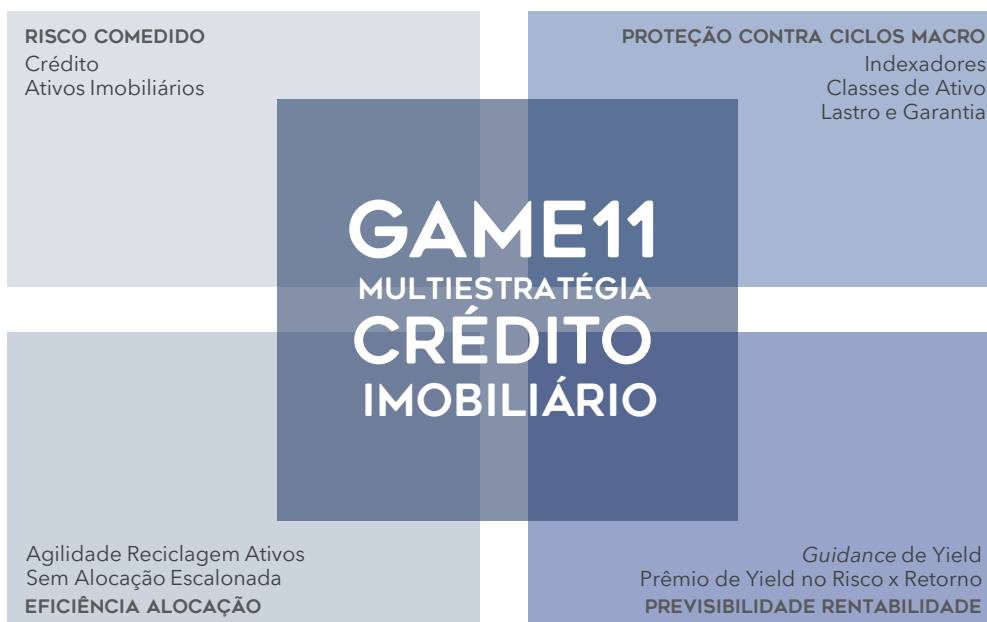 RISCO COMEDIDO
Crédito
Ativos Imobiliários
PROTEÇÃO CONTRA CICLOS MACRO
Indexadores
Classes de Ativo
Lastro e Garantia
GAME11
MULTIESTRATÉGIA
CRÉDITO
IMOBILIÁRIO
Agilidade Reciclagem Ativos
Sem Alocação Escalonada
EFICIÊNCIA ALOCAÇÃO
Guidance de Yield
Prêmio de Yield no Risco x Retorno
PREVISIBILIDADE RENTABILIDADE